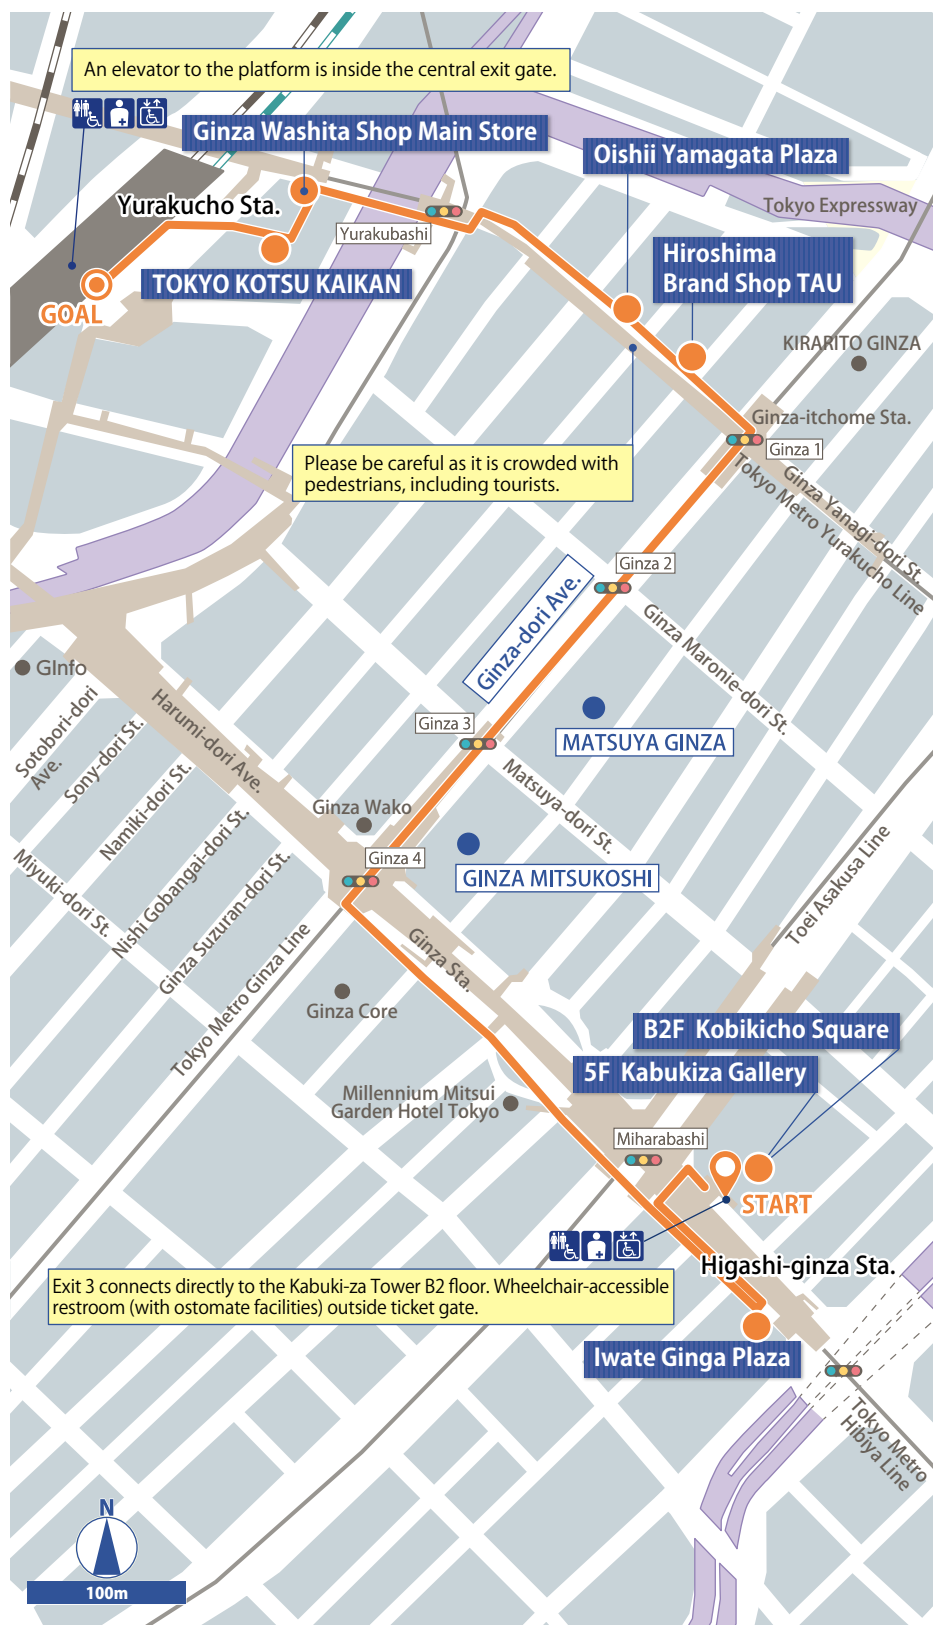 An elevator to the platform is inside the central exit gate.
Ginza Washita Shop Main Store
Oishii Yamagata Plaza
Yurakucho Sta.
Tokyo Expressway
Yurakubashi
Hiroshima
Brand Shop TAU
TOKYO KOTSU KAIKAN
GOAL
KIRARITO GINZA
Ginza-itchome Sta.
Ginza 1
Please be careful as it is crowded with
pedestrians, including tourists.
Ginza Yanagi-dori St.
Tokyo Metro Yurakucho Line
Ginza 2
Ginza-dori Ave.
Ginza Maronie-dori St.
GInfo
Sotobori-dori
Ave.
Sony-dori St.
Harumi-dori Ave.
Ginza 3
MATSUYA GINZA
Namiki-dori St.
Matsuya-dori St.
Ginza Wako
Nishi Gobangai-dori St.
Miyuki-dori St.
Ginza 4
GINZA MITSUKOSHI
Ginza Suzuran-dori St.
Toei Asakusa Line
Ginza Sta.
Tokyo Metro Ginza Line
Ginza Core
B2F Kobikicho Square
5F Kabukiza Gallery
Millennium Mitsui
Garden Hotel Tokyo
Miharabashi
START
Higashi-ginza Sta.
Exit 3 connects directly to the Kabuki-za Tower B2 floor. Wheelchair-accessible
restroom (with ostomate facilities) outside ticket gate.
Iwate Ginga Plaza
Tokyo Metro
Hibiya Line
N
100m